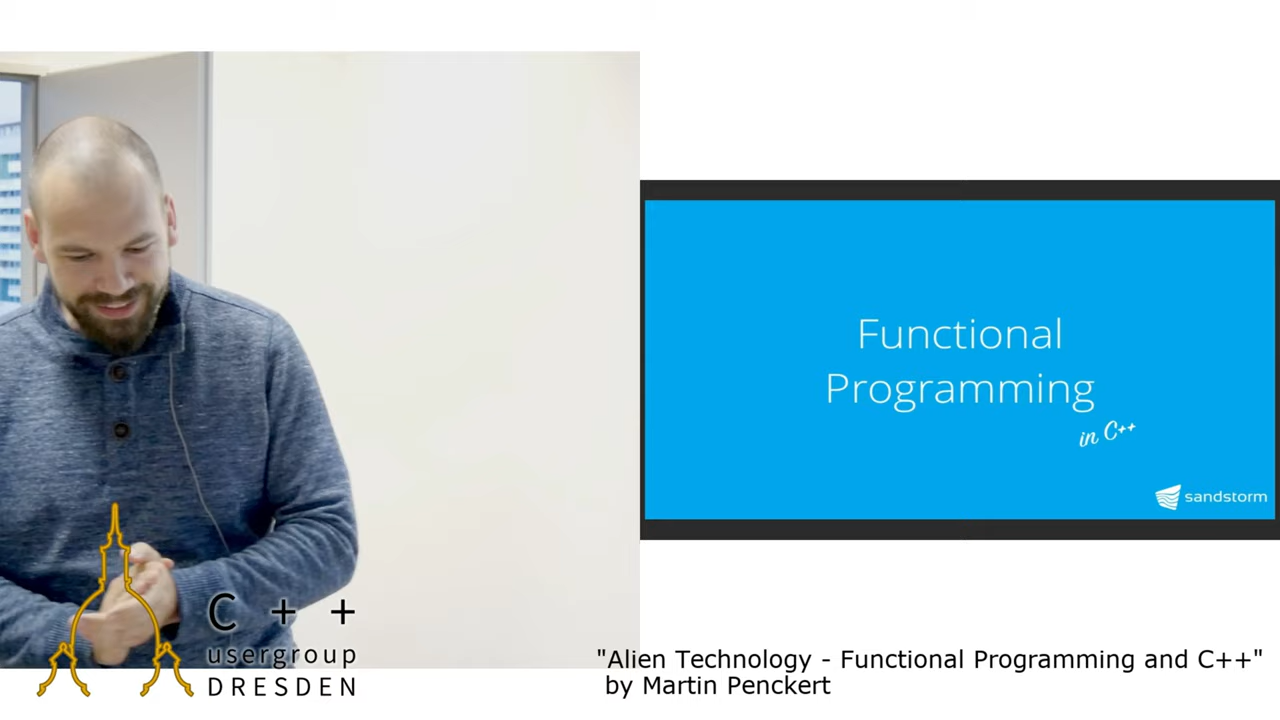 Functional
Programming
in C++
sandstorm
C++
usergroup
DRESDEN
"Alien Technology - Functional Programming and C++"
by Martin Penckert